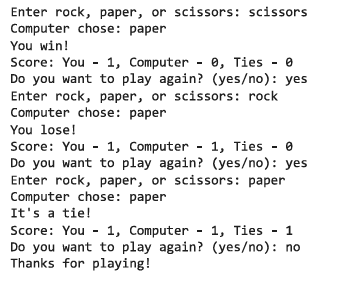 Enter rock, paper, or scissors: scissors
Computer chose: paper
You win!
Score: You - 1, Computer - 0, Ties - 0
Do you want to play again? (yes/no): yes
Enter rock, paper, or scissors: rock
Computer chose: paper
You lose!
Score: You - 1, Computer - 1, Ties - 0
Do you want to play again? (yes/no): yes
Enter rock, paper, or scissors: paper
Computer chose: paper
It's a tie!
Score: You - 1, Computer - 1, Ties - 1
Do you want to play again? (yes/no): no
Thanks for playing!